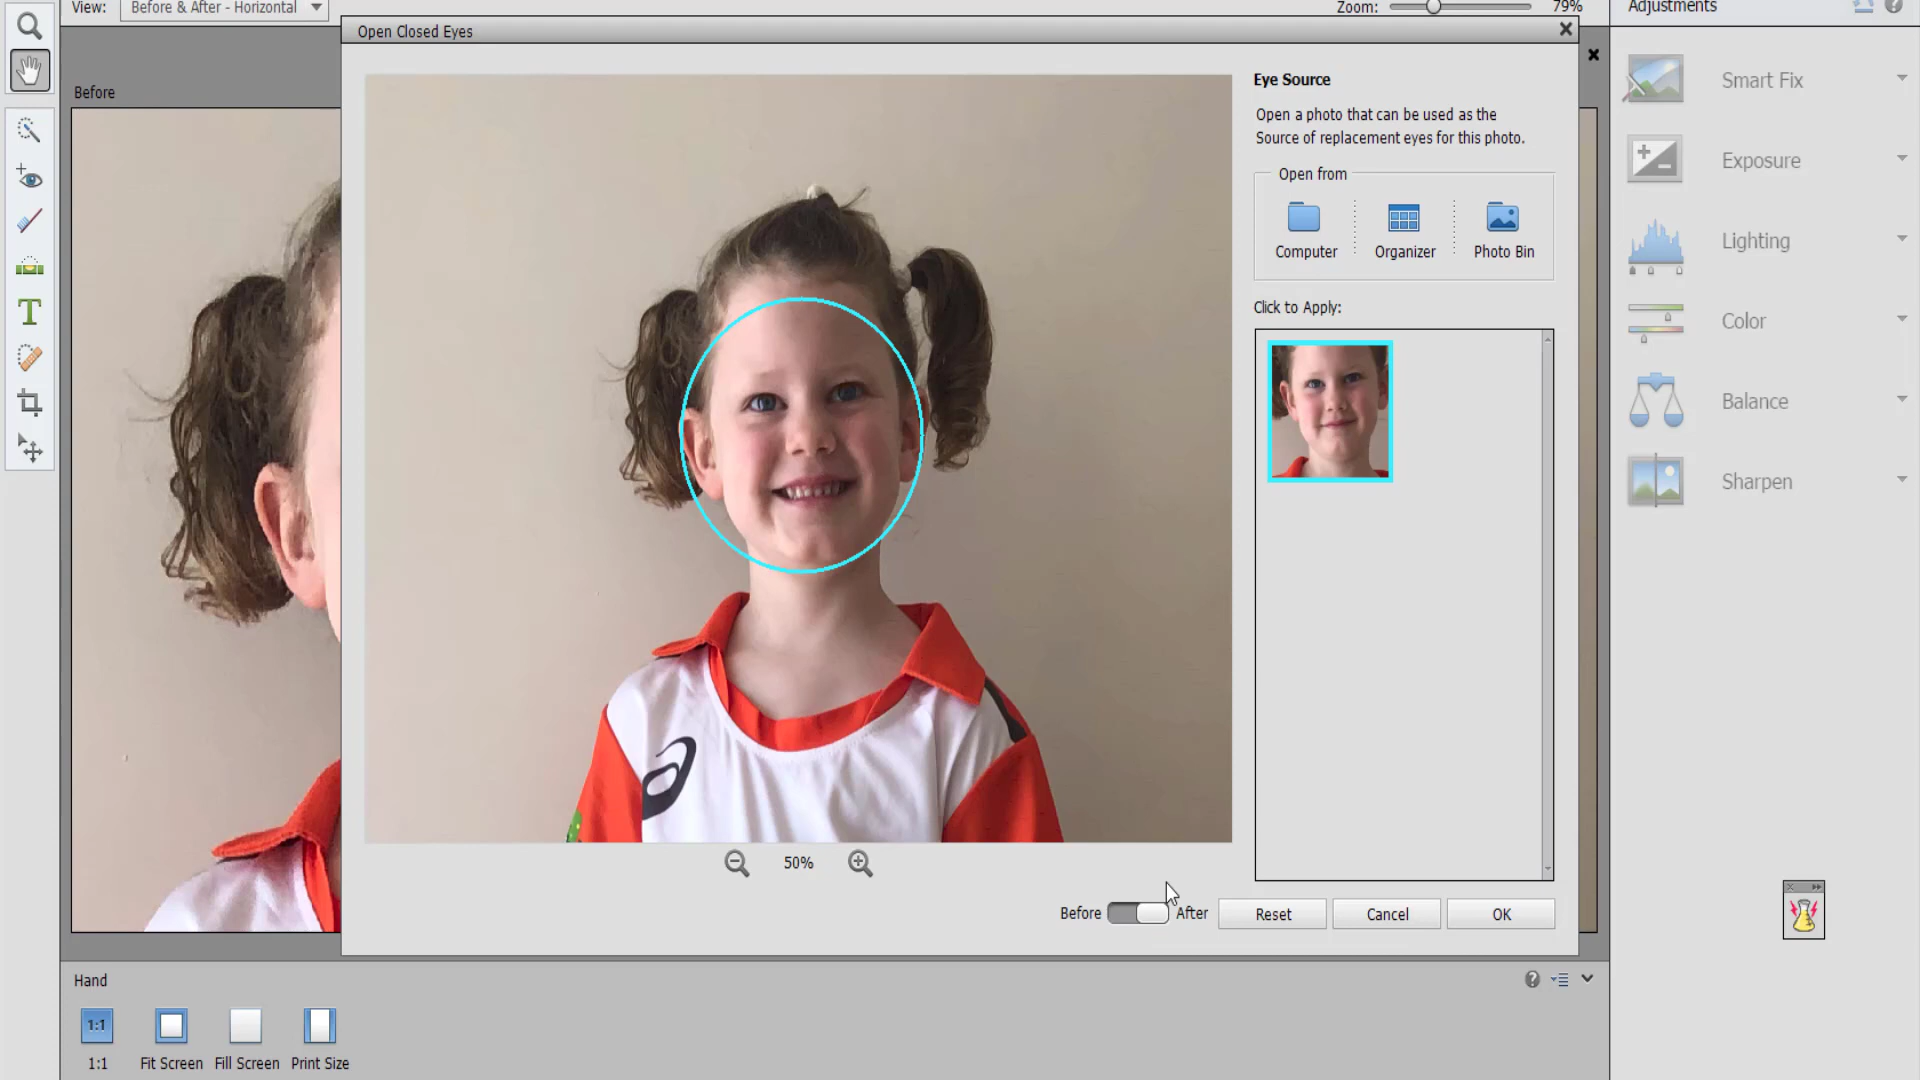 View: Before & After - Horizontal
Zoom: 79%
Adjustments
Open Closed Eyes
Before
Eye Source
Open a photo that can be used as the
Source of replacement eyes for this photo.
Open from
Computer Organizer Photo Bin
Click to Apply:
Smart Fix
Exposure
Lighting
Color
Balance
Sharpen
50%
Before After Reset Cancel OK
Hand
1:1
1:1 Fit Screen Fill Screen Print Size